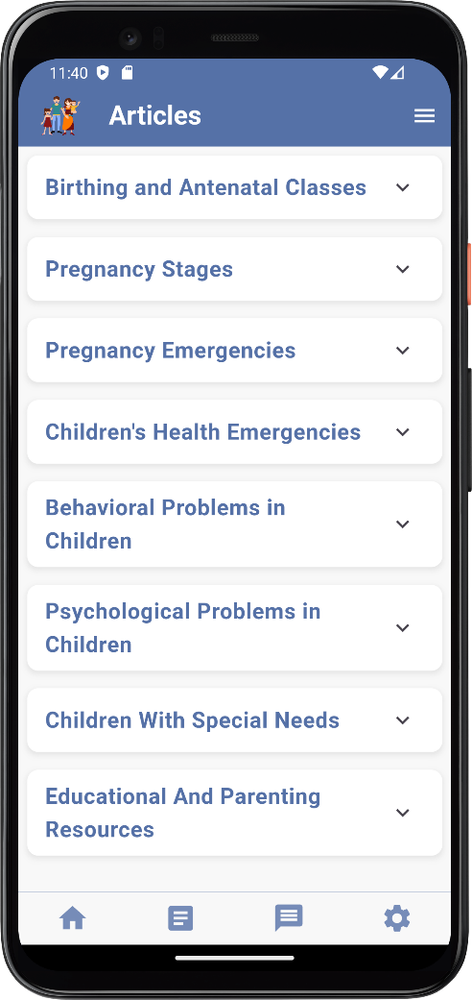 11:40
Articles
Birthing and Antenatal Classes
Pregnancy Stages
Pregnancy Emergencies
Children's Health Emergencies
Behavioral Problems in
Children
Psychological Problems in
Children
Children With Special Needs
Educational And Parenting
Resources